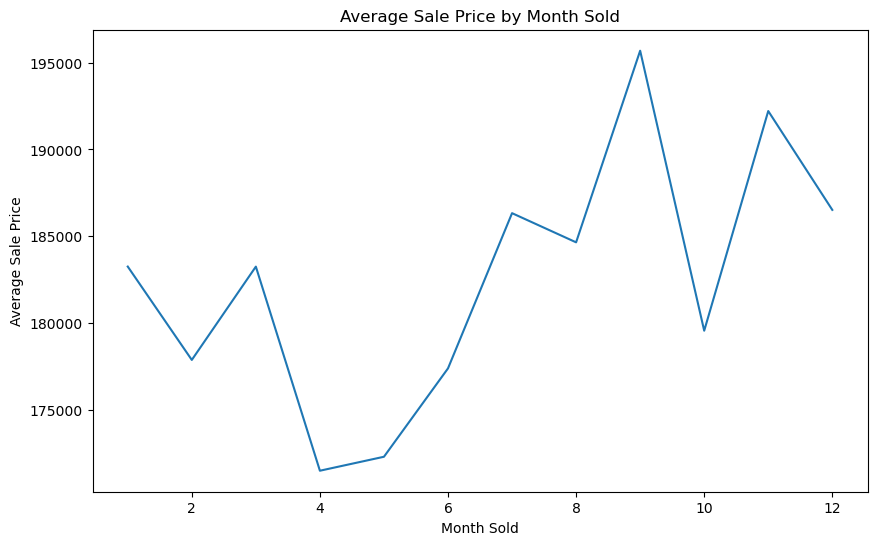 Average Sale Price by Month Sold
195000
190000
185000
180000
175000
Average Sale Price
2 4 6 8 10 12
Month Sold